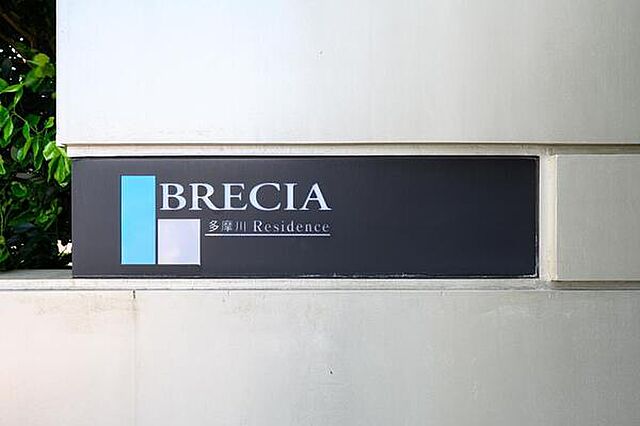 BRECIA
多摩川 Residence